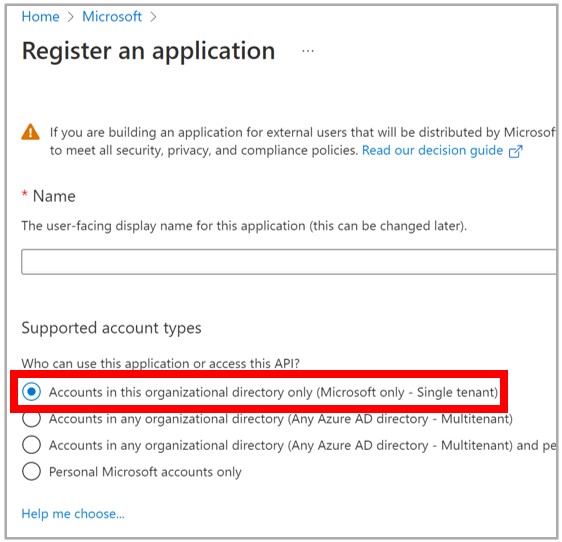 Home > Microsoft >
Register an application ...
If you are building an application for external users that will be distributed by Microsof
to meet all security, privacy, and compliance policies. Read our decision guide
* Name
The user-facing display name for this application (this can be changed later).
Supported account types
Who can use this application or access this API?
Accounts in this organizational directory only (Microsoft only - Single tenant)
Accounts in any organizational directory (Any Azure AD directory - Multitenant)
Accounts in any organizational directory (Any Azure AD directory - Multitenant) and pe
Personal Microsoft accounts only
Help me choose...